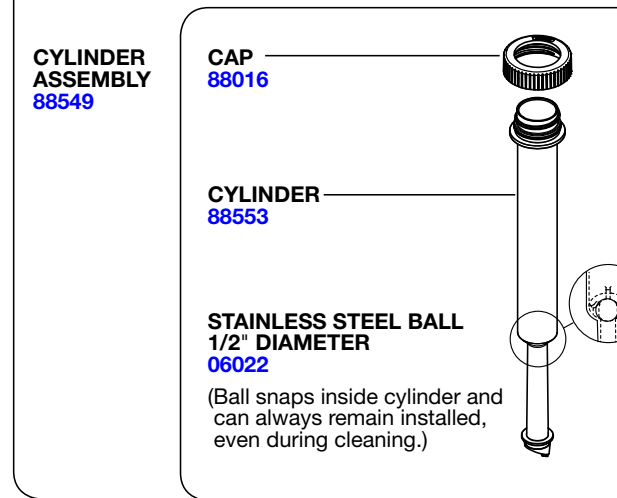 CYLINDER
ASSEMBLY
88549
CAP
88016
CYLINDER
88553
STAINLESS STEEL BALL
1/2" DIAMETER
06022
(Ball snaps inside cylinder and
can always remain installed,
even during cleaning.)